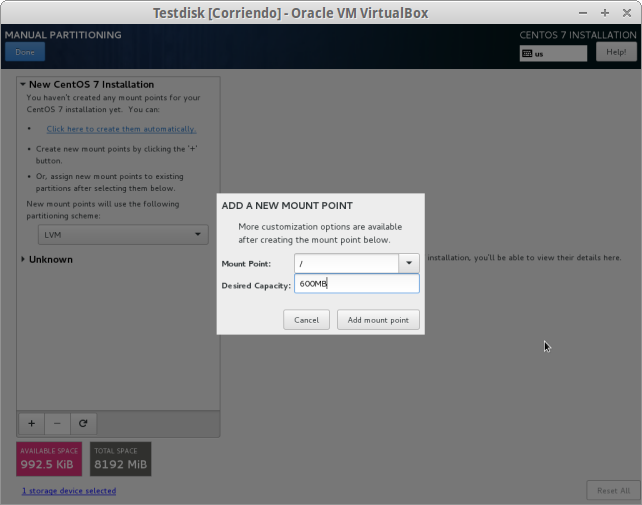 Testdisk [Corriendo] - Oracle VM VirtualBox
MANUAL PARTITIONING
CENTOS 7 INSTALLATION
Done
us
Help!
New CentOS 7 Installation
You haven't created any mount points for your
CentOS 7 installation yet. You can:
Click here to create them automatically.
Create new mount points by clicking the '+'
button.
Or, assign new mount points to existing
partitions after selecting them below.
New mount points will use the following
partitioning scheme:
LVM
Unknown
ADD A NEW MOUNT POINT
More customization options are available
after creating the mount point below.
Mount Point: /
Desired Capacity: 600MB
Cancel
Add mount point
installation, you'll be able to view their details here.
AVAILABLE SPACE
992.5 KiB
TOTAL SPACE
8192 MiB
1 storage device selected
Reset All